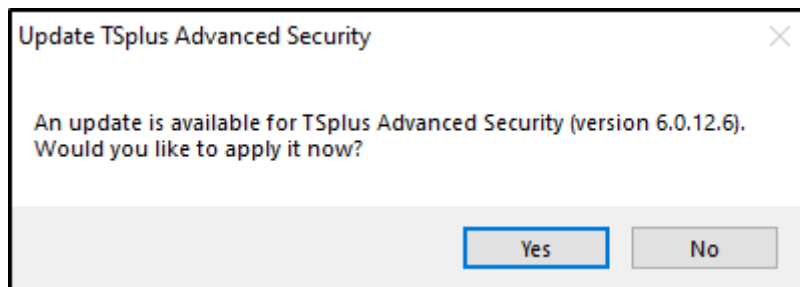 Update TSplus Advanced Security
An update is available for TSplus Advanced Security (version 6.0.12.6).
Would you like to apply it now?
Yes No